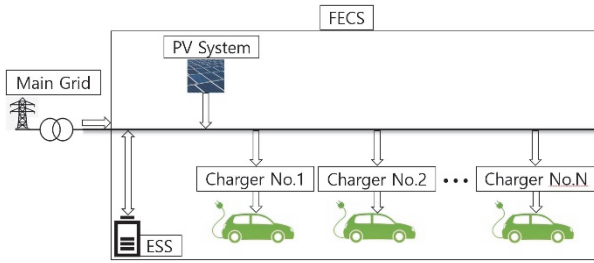 FECS
PV System
Main Grid
Charger No.1
Charger No.2
•••
Charger No.N
ESS